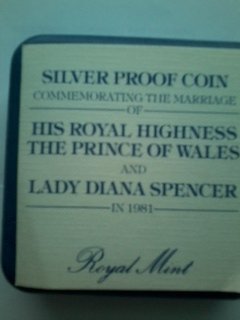 SILVER PROOF COIN
COMMEMORATING THE MARRIAGE
OF
HIS ROYAL HIGHNESS
THE PRINCE OF WALES
AND
LADY DIANA SPENCER
IN 1981
Royal Mint